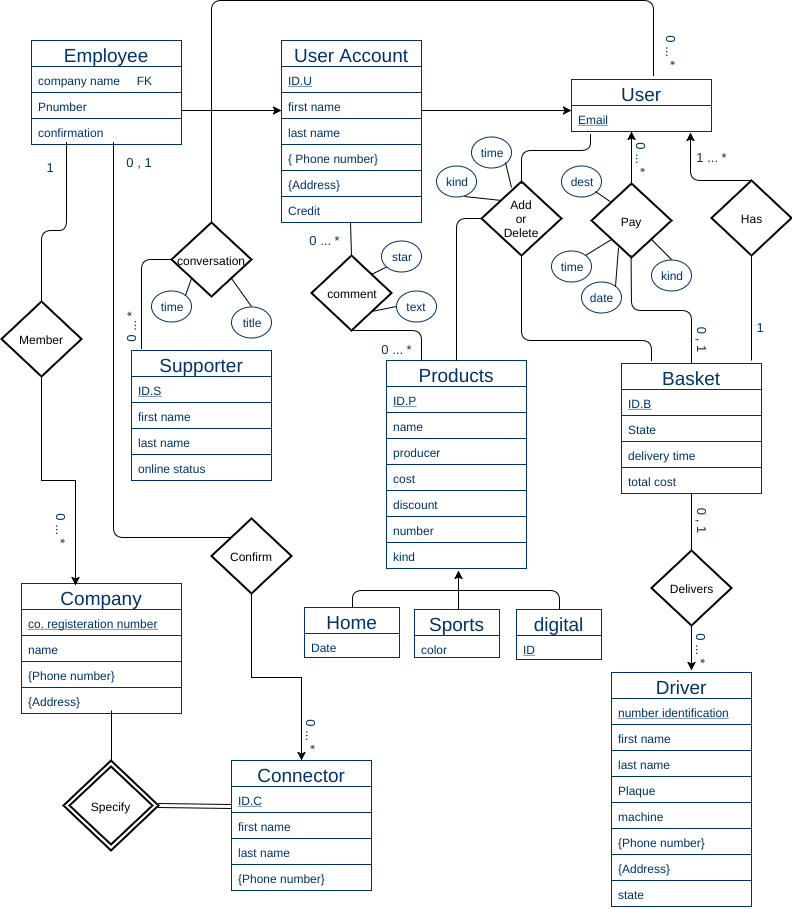 Employee
company name FK
Pnumber
confirmation
User Account
ID.U
first name
last name
{ Phone number}
{Address}
Credit
User
Email
0 ... *
1
0 , 1
conversation
time
title
* ... 0
0 ... *
comment
star
text
0 ... *
time
kind
Add
or
Delete
0 ... *
dest
Pay
time
date
kind
1 ... *
Has
1
0 , 1
Member
Supporter
ID.S
first name
last name
online status
Products
ID.P
name
producer
cost
discount
number
kind
Basket
ID.B
State
delivery time
total cost
0 ... *
Confirm
0 , 1
Delivers
0 ... *
Company
co. registeration number
name
{Phone number}
{Address}
Home
Date
Sports
color
digital
ID
Driver
number identification
first name
last name
Plaque
machine
{Phone number}
{Address}
state
0 ... *
Specify
Connector
ID.C
first name
last name
{Phone number}